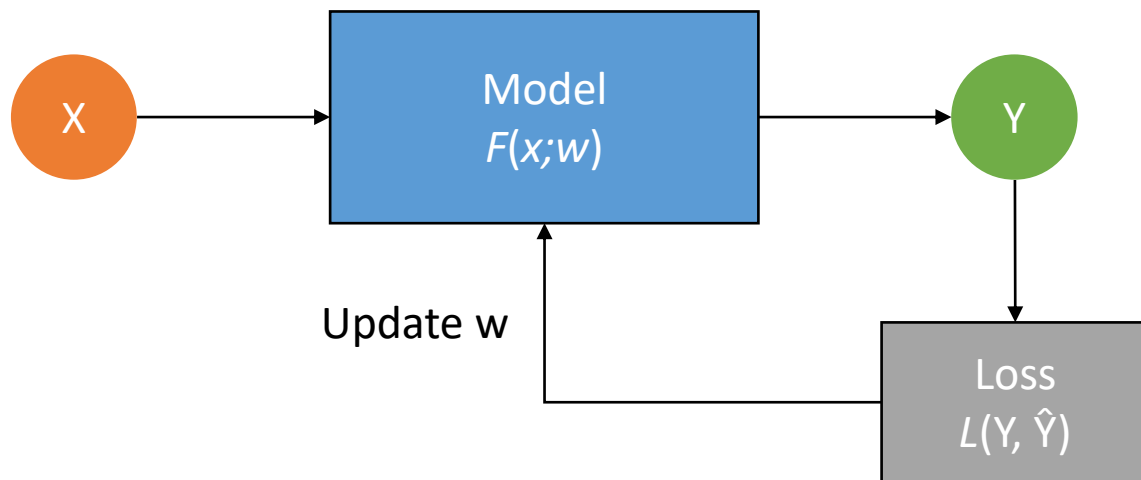 X
Model
F(x;w)
Y
Update w
Loss
L(Y, Ŷ)